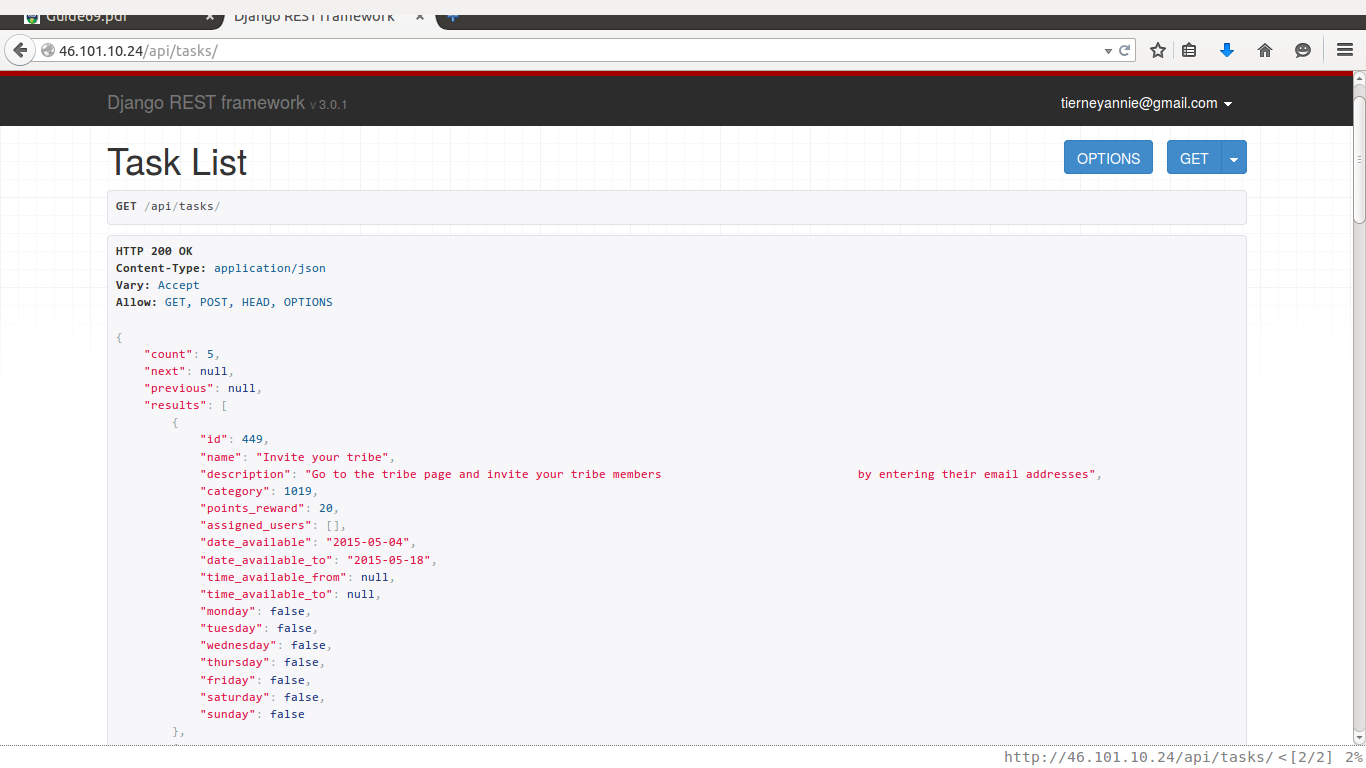 Guide69.pdf × Django REST framework ×
46.101.10.24/api/tasks/
Django REST framework v 3.0.1 tierneyannie@gmail.com
Task List OPTIONS GET
GET /api/tasks/
HTTP 200 OK
Content-Type: application/json
Vary: Accept
Allow: GET, POST, HEAD, OPTIONS
{
"count": 5,
"next": null,
"previous": null,
"results": [
{
"id": 449,
"name": "Invite your tribe",
"description": "Go to the tribe page and invite your tribe members                            by entering their email addresses",
"category": 1019,
"points_reward": 20,
"assigned_users": [],
"date_available": "2015-05-04",
"date_available_to": "2015-05-18",
"time_available_from": null,
"time_available_to": null,
"monday": false,
"tuesday": false,
"wednesday": false,
"thursday": false,
"friday": false,
"saturday": false,
"sunday": false
},
http://46.101.10.24/api/tasks/ <[2/2] 2%